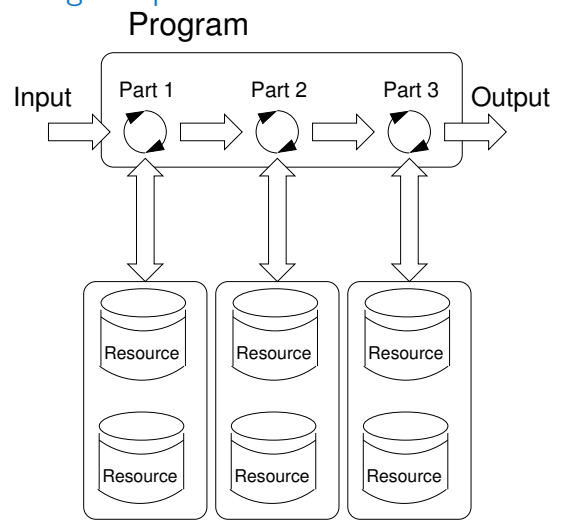 Program
Input
Part 1
Part 2
Part 3
Output
Resource
Resource
Resource
Resource
Resource
Resource